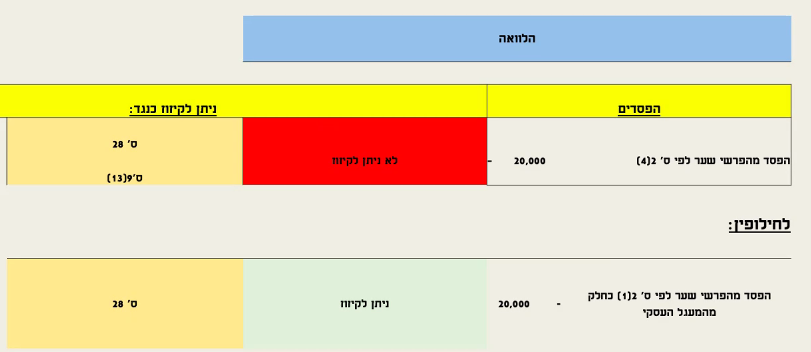 הלוואה
הפסדים
ניתן לקיזוז כנגד:
הפסד מהפרשי שער לפי ס' 2(4) 20,000 -
לא ניתן לקיזוז
ס' 28
ס'9(13)
לחילופין:
הפסד מהפרשי שער לפי ס' 2(1) כחלק
מהמעגל העסקי
- 20,000
ניתן לקיזוז
ס' 28